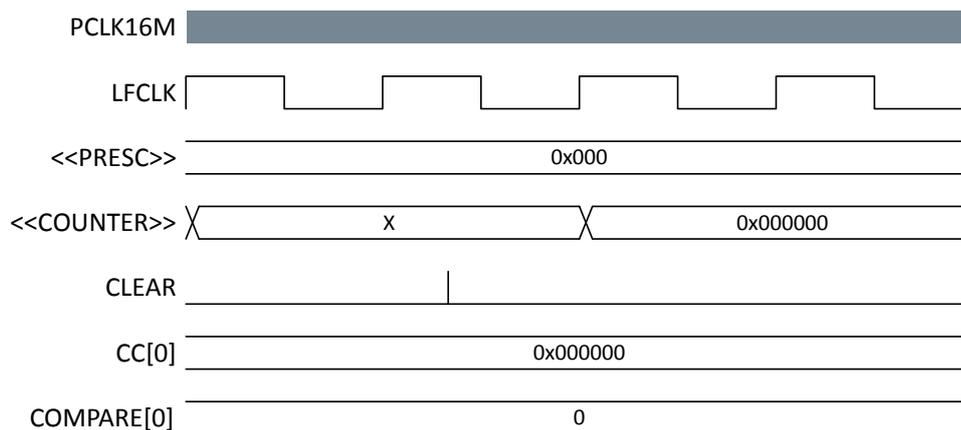 PCLK16M
LFCLK
<<PRESC>> 0x000
<<COUNTER>> X 0x000000
CLEAR
CC[0] 0x000000
COMPARE[0] 0